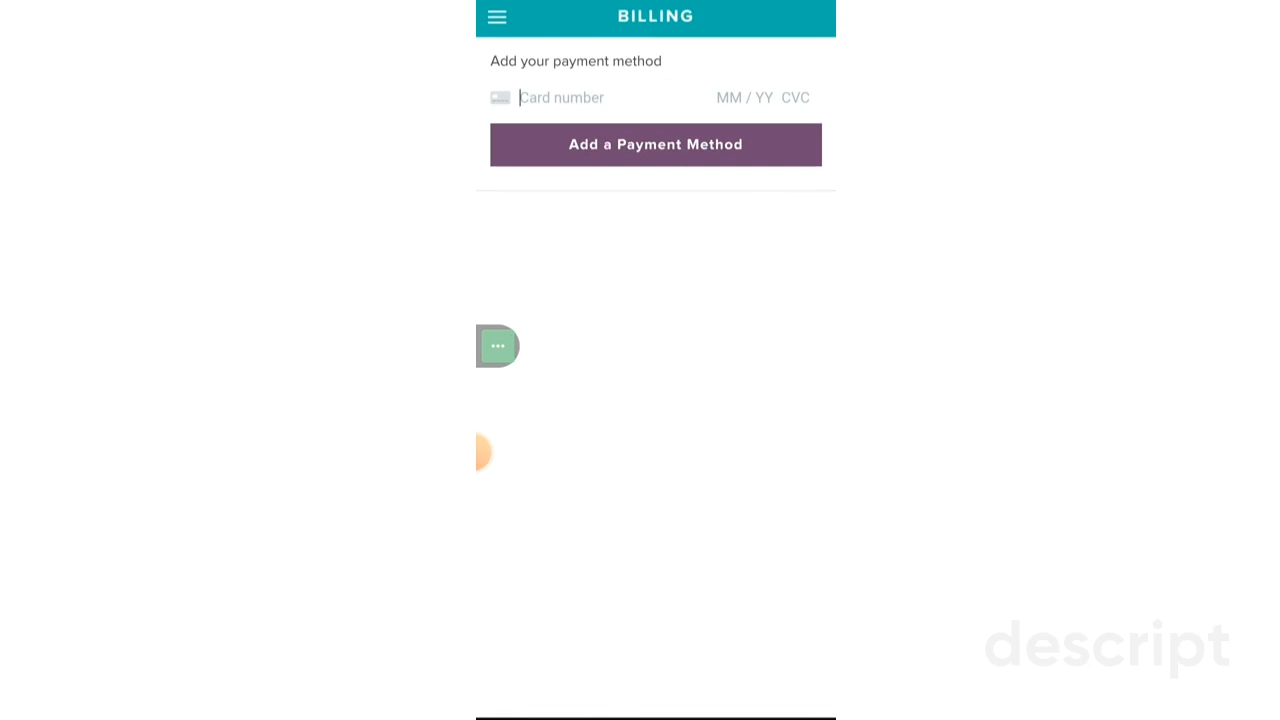 BILLING
Add your payment method
Card number MM / YY CVC
Add a Payment Method
descript